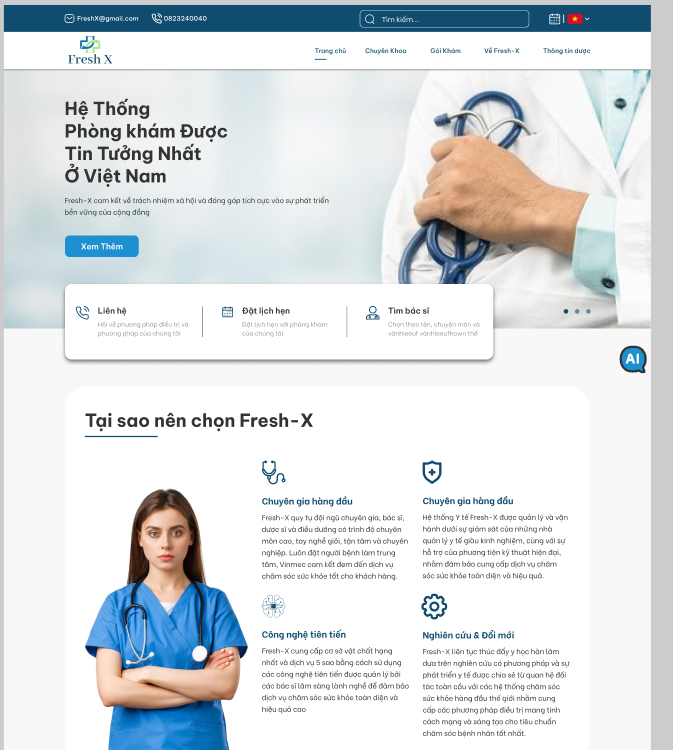 FreshX@gmail.com 0823240040 Tìm kiếm...
Fresh X
Trang chủ Chuyên Khoa Gói Khám Về Fresh-X Thông tin dược
Hệ Thống
Phòng khám Được
Tin Tưởng Nhất
Ở Việt Nam
Fresh-X cam kết về trách nhiệm xã hội và đóng góp tích cực vào sự phát triển
bền vững của cộng đồng
Xem Thêm
Liên hệ
Hỏi về phương pháp điều trị và
phương pháp của chúng tôi
Đặt lịch hẹn
Đặt lịch hẹn với phòng khám
của chúng tôi
Tìm bác sĩ
Chọn theo tên, chuyên môn và
AI
Tại sao nên chọn Fresh-X
Chuyên gia hàng đầu
Fresh-X quy tụ đội ngũ chuyên gia, bác sĩ,
dược sĩ và điều dưỡng có trình độ chuyên
môn cao, tay nghề giỏi, tận tâm và chuyên
nghiệp. Luôn đặt người bệnh làm trung
tâm, Vinmec cam kết đem đến dịch vụ
chăm sóc sức khỏe tốt cho khách hàng.
Chuyên gia hàng đầu
Hệ thống Y tế Fresh-X được quản lý và vận
hành dưới sự giám sát của những nhà
quản lý y tế giàu kinh nghiệm, cùng với sự
hỗ trợ của phương tiện kỹ thuật hiện đại,
nhằm đảm bảo cung cấp dịch vụ chăm
sóc sức khỏe toàn diện và hiệu quả.
Công nghệ tiên tiến
Fresh-X cung cấp cơ sở vật chất hạng
nhất và dịch vụ 5 sao bằng cách sử dụng
các công nghệ tiên tiến được quản lý bởi
các bác sĩ lâm sàng lành nghề để đảm bảo
dịch vụ chăm sóc sức khỏe toàn diện và
hiệu quả cao
Nghiên cứu & Đổi mới
Fresh-X liên tục thúc đẩy y học hàn lâm
dựa trên nghiên cứu có phương pháp và sự
phát triển y tế được chia sẻ từ quan hệ đối
tác toàn cầu với các hệ thống chăm sóc
sức khỏe hàng đầu thế giới nhằm cung
cấp các phương pháp điều trị mang tính
cách mạng và sáng tạo cho tiêu chuẩn
chăm sóc bệnh nhân tốt nhất.